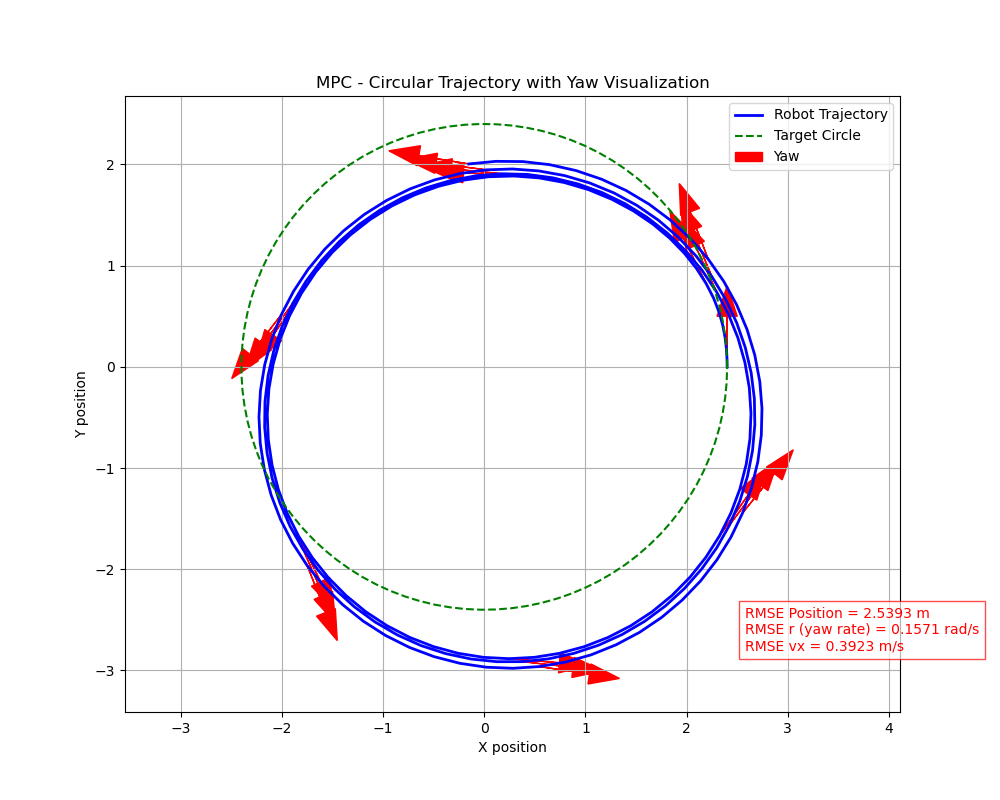 MPC - Circular Trajectory with Yaw Visualization
Robot Trajectory
Target Circle
Yaw
Y position
2
1
0
−1
−2
−3
RMSE Position = 2.5393 m
RMSE r (yaw rate) = 0.1571 rad/s
RMSE vx = 0.3923 m/s
−3 −2 −1 0 1 2 3 4
X position